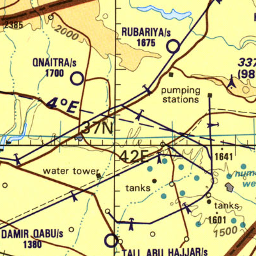 2385
2000
RUBARIYA/s
1675
QNAITRA/s
1700
337
(98
pumping
stations
4°E
37N
42E
1641
water tower
tanks
tanks
1601
DAMIR QABU/s
1380
TALL ABU HAJJAR/s